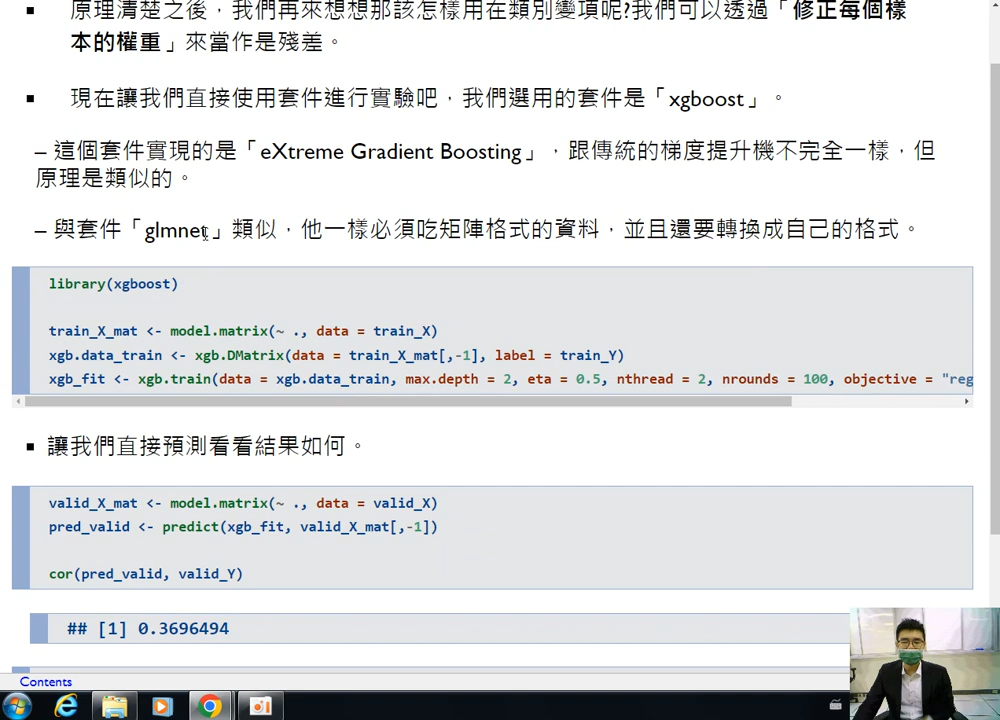 原理清楚之後，我們再來想想那該怎樣用在類別變項呢?我們可以透過「修正每個樣
本的權重」來當作是殘差。
現在讓我們直接使用套件進行實驗吧，我們選用的套件是「xgboost」。
– 這個套件實現的是「eXtreme Gradient Boosting」，跟傳統的梯度提升機不完全一樣，但
原理是類似的。
– 與套件「glmnet」類似，他一樣必須吃矩陣格式的資料，並且還要轉換成自己的格式。
library(xgboost)
train_X_mat <- model.matrix(~ ., data = train_X)
xgb.data_train <- xgb.DMatrix(data = train_X_mat[,-1], label = train_Y)
xgb_fit <- xgb.train(data = xgb.data_train, max.depth = 2, eta = 0.5, nthread = 2, nrounds = 100, objective = "reg
讓我們直接預測看看結果如何。
valid_X_mat <- model.matrix(~ ., data = valid_X)
pred_valid <- predict(xgb_fit, valid_X_mat[,-1])
cor(pred_valid, valid_Y)
## [1] 0.3696494
Contents